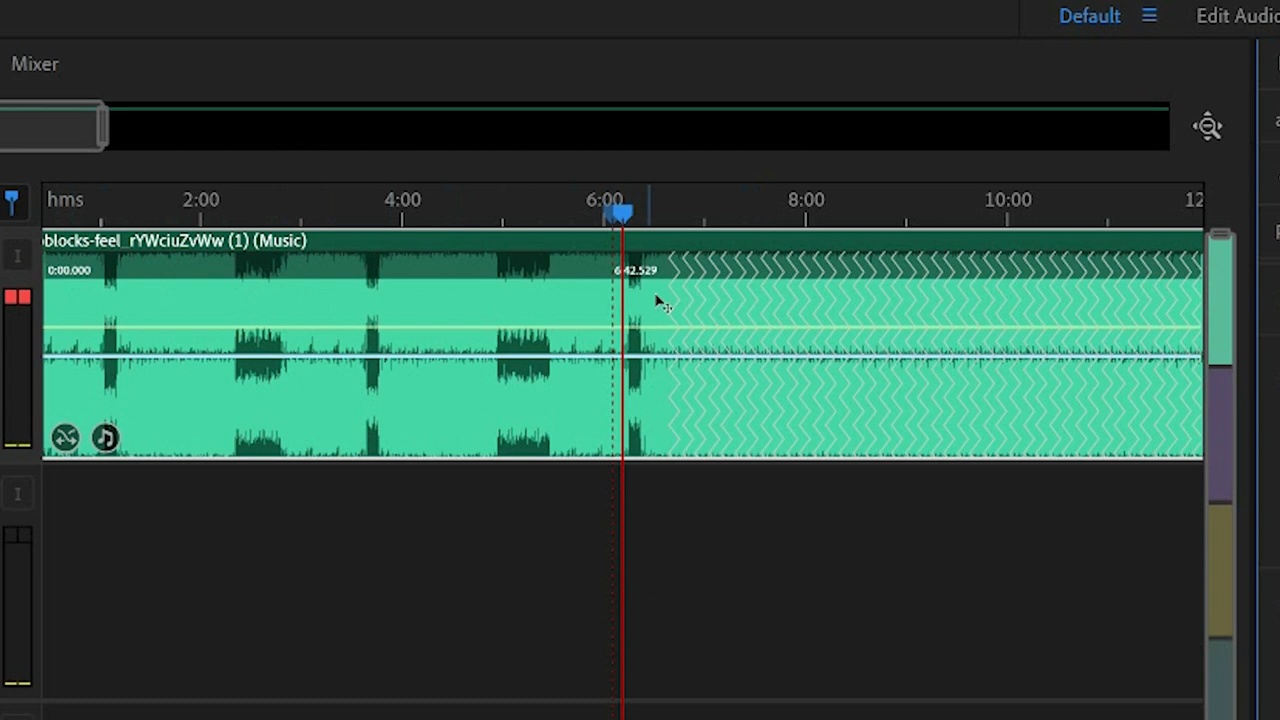 Default
Edit Audio
Mixer
hms 2:00 4:00 6:00 8:00 10:00 12
blocks-feel_rYWciuZvWw (1) (Music)
0:00.000
6:42.529